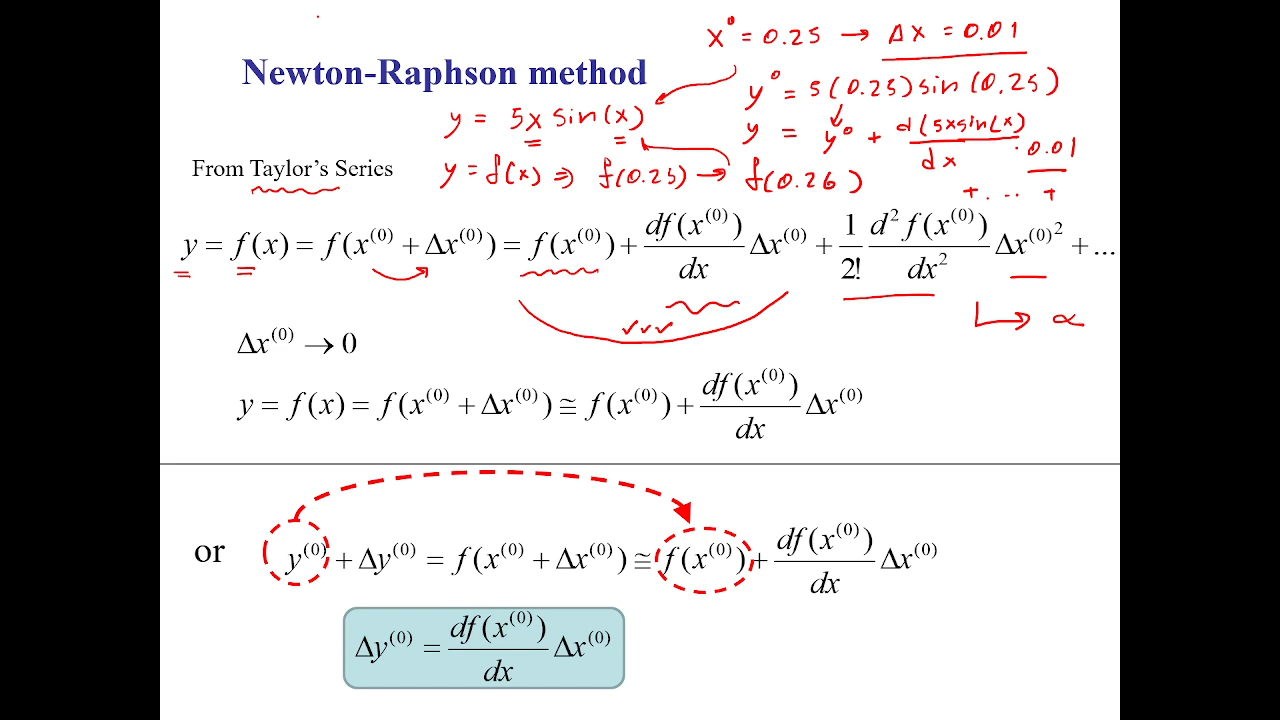 x⁰ = 0.25 → Δx = 0.01
Newton-Raphson method
y⁰ = 5(0.25)sin(0.25)
y = 5x sin(x)
y = y⁰ + d(5xsin(x)/dx · 0.01
+ ... +
From Taylor's Series
y = f(x) ⇒ f(0.25) → f(0.26)
y = f(x) = f(x⁽⁰⁾ + Δx⁽⁰⁾) = f(x⁽⁰⁾) + df(x⁽⁰⁾)/dx Δx⁽⁰⁾ + 1/2! d²f(x⁽⁰⁾)/dx² Δx⁽⁰⁾² + ...
✓✓✓
Δx⁽⁰⁾ → 0
y = f(x) = f(x⁽⁰⁾ + Δx⁽⁰⁾) ≅ f(x⁽⁰⁾) + df(x⁽⁰⁾)/dx Δx⁽⁰⁾
or y⁽⁰⁾ + Δy⁽⁰⁾ = f(x⁽⁰⁾ + Δx⁽⁰⁾) ≅ f(x⁽⁰⁾) + df(x⁽⁰⁾)/dx Δx⁽⁰⁾
Δy⁽⁰⁾ = df(x⁽⁰⁾)/dx Δx⁽⁰⁾